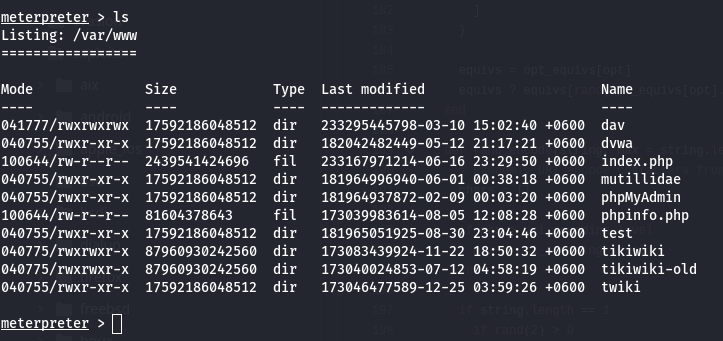 meterpreter > ls
Listing: /var/www
=================
Mode Size Type Last modified Name
---- ---- ---- ------------- ----
041777/rwxrwxrwx 17592186048512 dir 233295445798-03-10 15:02:40 +0600 dav
040755/rwxr-xr-x 17592186048512 dir 182042482449-05-12 21:17:21 +0600 dvwa
100644/rw-r--r-- 2439541424696 fil 233167971214-06-16 23:29:50 +0600 index.php
040755/rwxr-xr-x 17592186048512 dir 181964996940-06-01 00:38:18 +0600 mutillidae
040755/rwxr-xr-x 17592186048512 dir 181964937872-02-09 00:03:20 +0600 phpMyAdmin
100644/rw-r--r-- 81604378643 fil 173039983614-08-05 12:08:28 +0600 phpinfo.php
040755/rwxr-xr-x 17592186048512 dir 181965051925-08-30 23:04:46 +0600 test
040775/rwxrwxr-x 87960930242560 dir 173083439924-11-22 18:50:32 +0600 tikiwiki
040775/rwxrwxr-x 87960930242560 dir 173040024853-07-12 04:58:19 +0600 tikiwiki-old
040755/rwxr-xr-x 17592186048512 dir 173046477589-12-25 03:59:26 +0600 twiki
meterpreter >